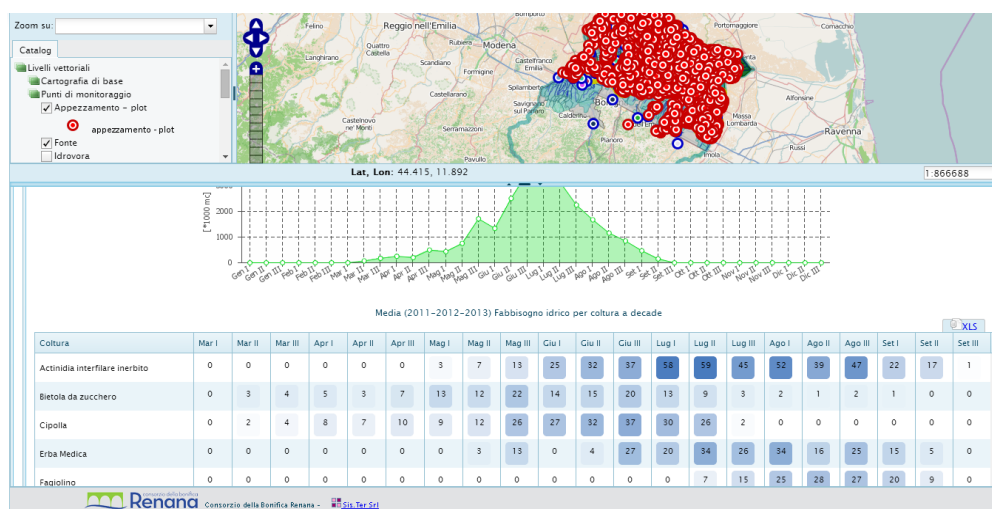 Zoom su:
Catalog
Livelli vettoriali
Cartografia di base
Punti di monitoraggio
Appezzamento - plot
appezzamento - plot
Fonte
Idrovora
Felino
Reggio nell'Emilia
Bomporto
Portomaggiore
Comacchio
Quattro Castella
Rubiera
Modena
Langhirano
Scandiano
Castelfranco Emilia
Formigine
Spilamberto
Castellarano
Savignano sul Panaro
Calderino
Alfonsine
Castelnovo ne' Monti
Serramazzoni
Massa Lombarda
Pianoro
Ravenna
Russi
Imola
Pavullo
Lat, Lon: 44.415, 11.892
1:866688
[*1000 mc]
3000
2000
1000
0
Gen I Gen II Gen III Feb I Feb II Feb III Mar I Mar II Mar III Apr I Apr II Apr III Mag I Mag II Mag III Giu I Giu II Giu III Lug I Lug II Lug III Ago I Ago II Ago III Set I Set II Set III Ott I Ott II Ott III Nov I Nov II Nov III Dic I Dic II Dic III
Media (2011-2012-2013) Fabbisogno idrico per coltura a decade
XLS
Coltura Mar I Mar II Mar III Apr I Apr II Apr III Mag I Mag II Mag III Giu I Giu II Giu III Lug I Lug II Lug III Ago I Ago II Ago III Set I Set II Set III
Actinidia interfilare inerbito 0 0 0 0 0 0 3 7 13 25 32 37 58 59 45 52 39 47 22 17 1
Bietola da zucchero 0 3 4 5 3 7 13 12 22 14 15 20 13 9 3 2 1 2 1 0 0
Cipolla 0 2 4 8 7 10 9 12 26 27 32 37 30 26 2 0 0 0 0 0 0
Erba Medica 0 0 0 0 0 0 0 3 13 0 4 27 20 34 26 34 16 25 15 5 0
Fagiolino 0 0 0 0 0 0 0 0 0 0 0 0 0 7 15 25 28 27 20 9 0
consorzio della bonifica
Renana
Consorzio della Bonifica Renana - Sis.Ter Srl